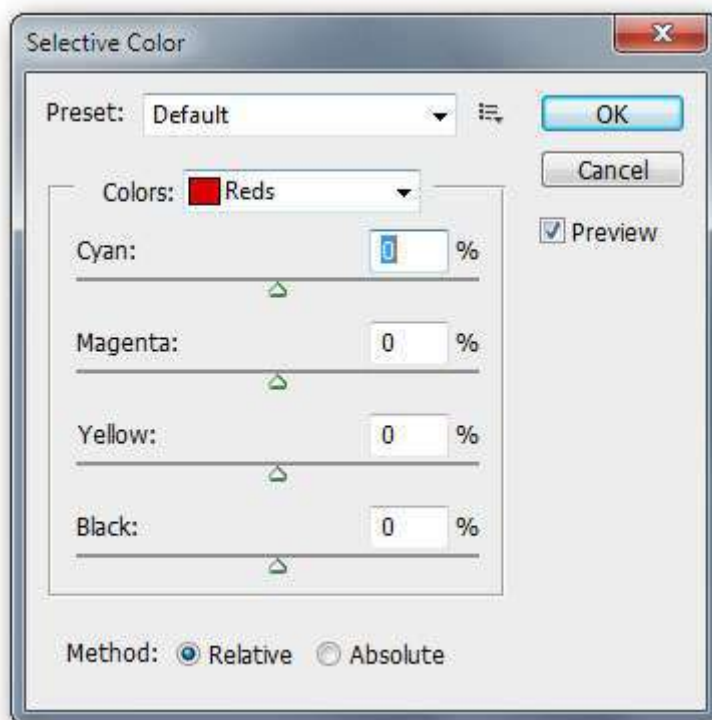 Selective Color
Preset: Default
OK
Cancel
Colors: Reds
Preview
Cyan: 0 %
Magenta: 0 %
Yellow: 0 %
Black: 0 %
Method: Relative Absolute